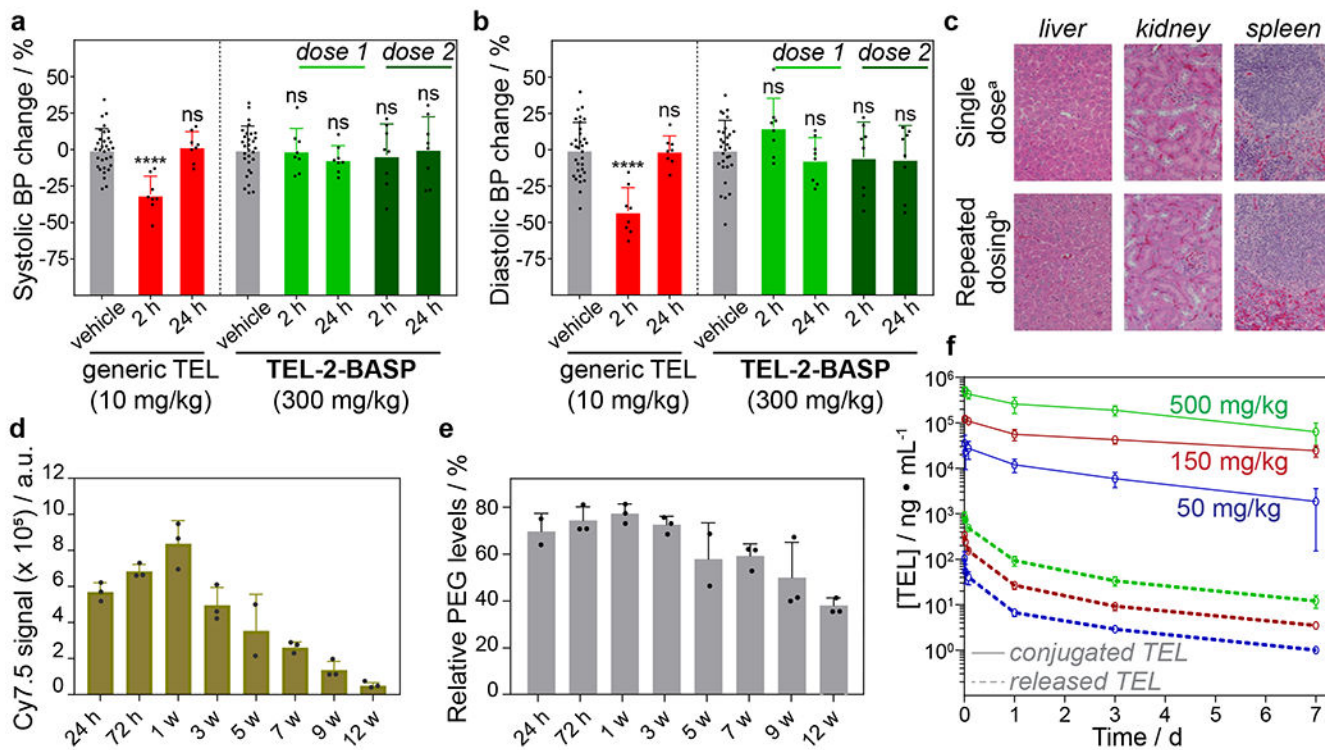 a
Systolic BP change / %
50
25
0
-25
-50
-75
****
ns
dose 1
dose 2
ns
ns
ns
ns
vehicle
2 h
24 h
vehicle
2 h
24 h
2 h
24 h
generic TEL
(10 mg/kg)
TEL-2-BASP
(300 mg/kg)
b
Diastolic BP change / %
50
25
0
-25
-50
-75
****
ns
dose 1
dose 2
ns
ns
ns
ns
vehicle
2 h
24 h
vehicle
2 h
24 h
2 h
24 h
generic TEL
(10 mg/kg)
TEL-2-BASP
(300 mg/kg)
c
liver kidney spleen
Single
doseᵃ
Repeated
dosingᵇ
d
Cy7.5 signal (x 10⁵) / a.u.
12
10
8
6
4
2
0
24 h
72 h
1 w
3 w
5 w
7 w
9 w
12 w
e
Relative PEG levels / %
80
60
40
20
0
24 h
72 h
1 w
3 w
5 w
7 w
9 w
12 w
f
[TEL] / ng • mL⁻¹
10⁶
10⁵
10⁴
10³
10²
10¹
10⁰
500 mg/kg
150 mg/kg
50 mg/kg
conjugated TEL
released TEL
0 1 3 5 7
Time / d